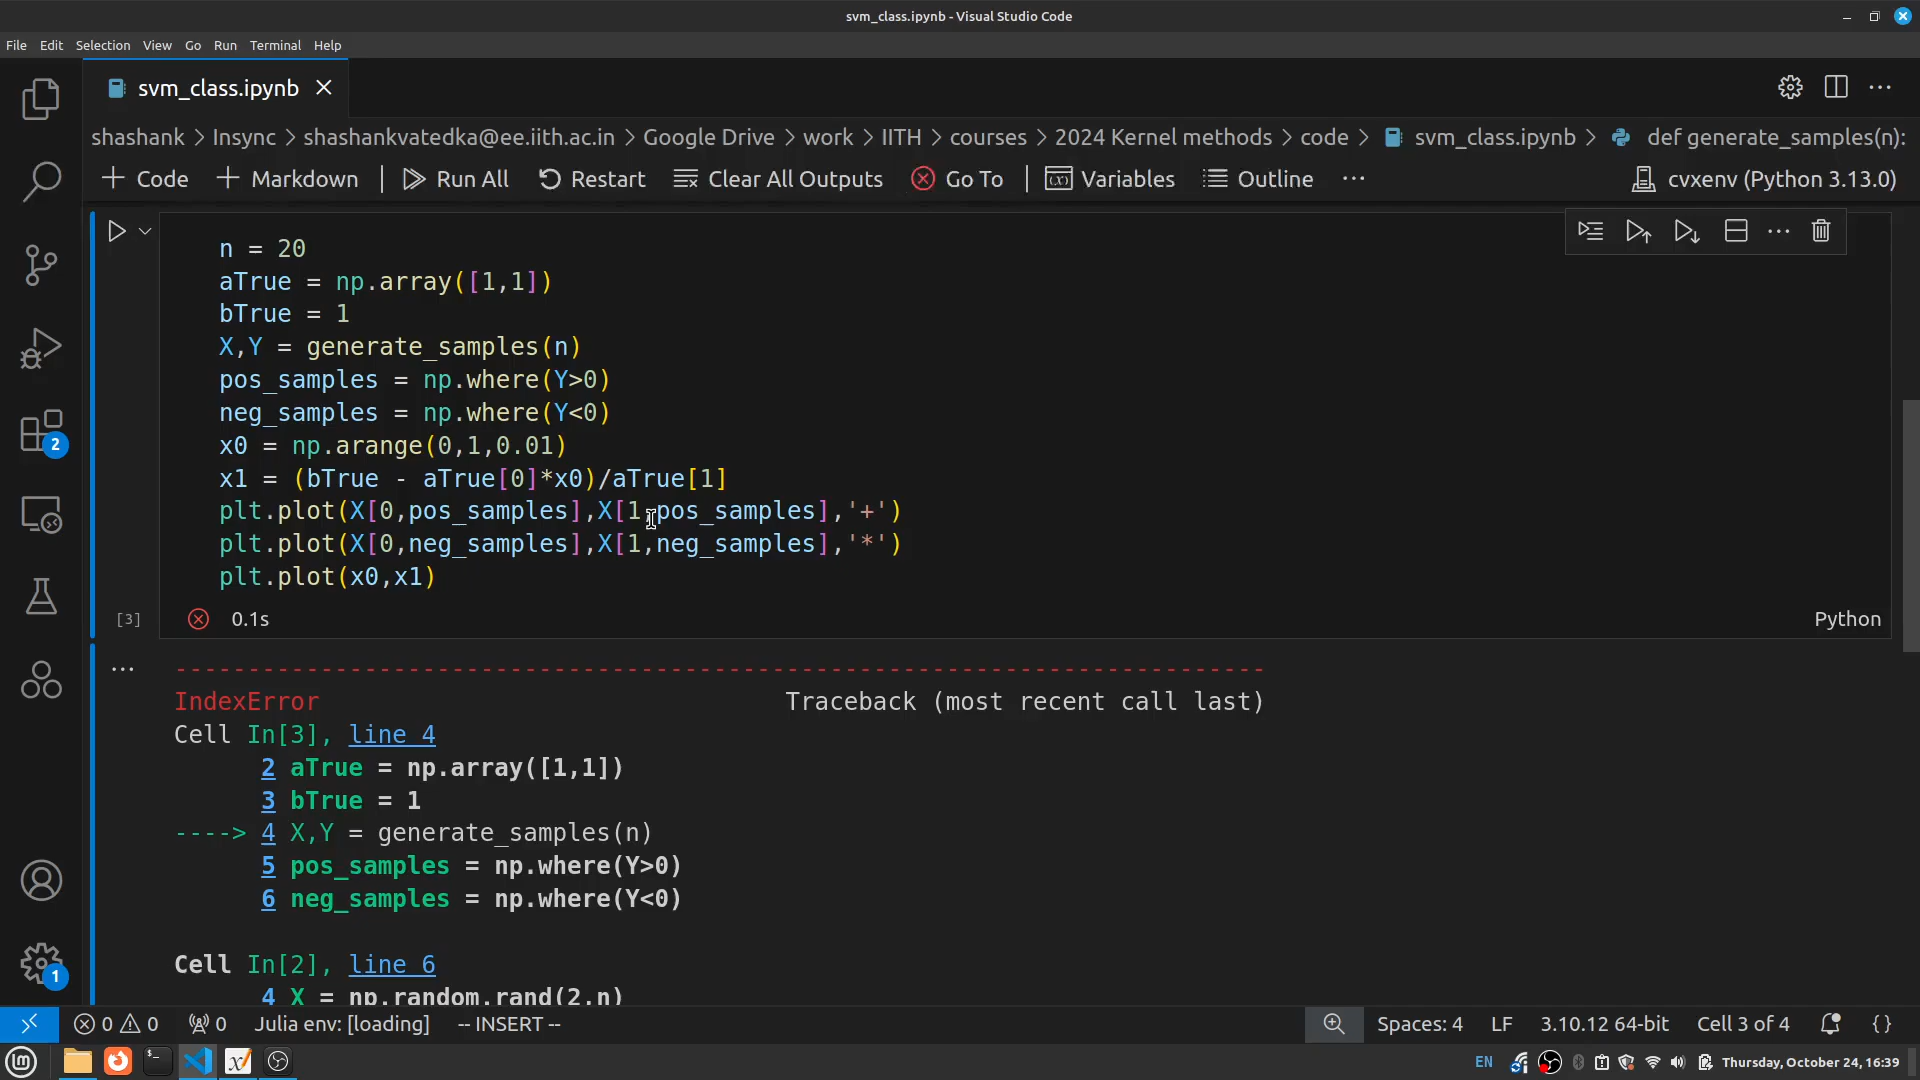 svm_class.ipynb - Visual Studio Code
File Edit Selection View Go Run Terminal Help
svm_class.ipynb
shashank > Insync > shashankvatedka@ee.iith.ac.in > Google Drive > work > IITH > courses > 2024 Kernel methods > code > svm_class.ipynb > def generate_samples(n):
+ Code + Markdown | Run All Restart Clear All Outputs Go To | Variables Outline ··· cvxenv (Python 3.13.0)
n = 20
aTrue = np.array([1,1])
bTrue = 1
X,Y = generate_samples(n)
pos_samples = np.where(Y>0)
neg_samples = np.where(Y<0)
x0 = np.arange(0,1,0.01)
x1 = (bTrue - aTrue[0]*x0)/aTrue[1]
plt.plot(X[0,pos_samples],X[1,pos_samples],'+')
plt.plot(X[0,neg_samples],X[1,neg_samples],'*')
plt.plot(x0,x1)
[3] 0.1s Python
---------------------------------------------------------------------------
IndexError Traceback (most recent call last)
Cell In[3], line 4
2 aTrue = np.array([1,1])
3 bTrue = 1
----> 4 X,Y = generate_samples(n)
5 pos_samples = np.where(Y>0)
6 neg_samples = np.where(Y<0)
Cell In[2], line 6
4 X = np.random.rand(2,n)
2
1
0 0 0 Julia env: [loading] -- INSERT -- Spaces: 4 LF 3.10.12 64-bit Cell 3 of 4 {}
EN Thursday, October 24, 16:39